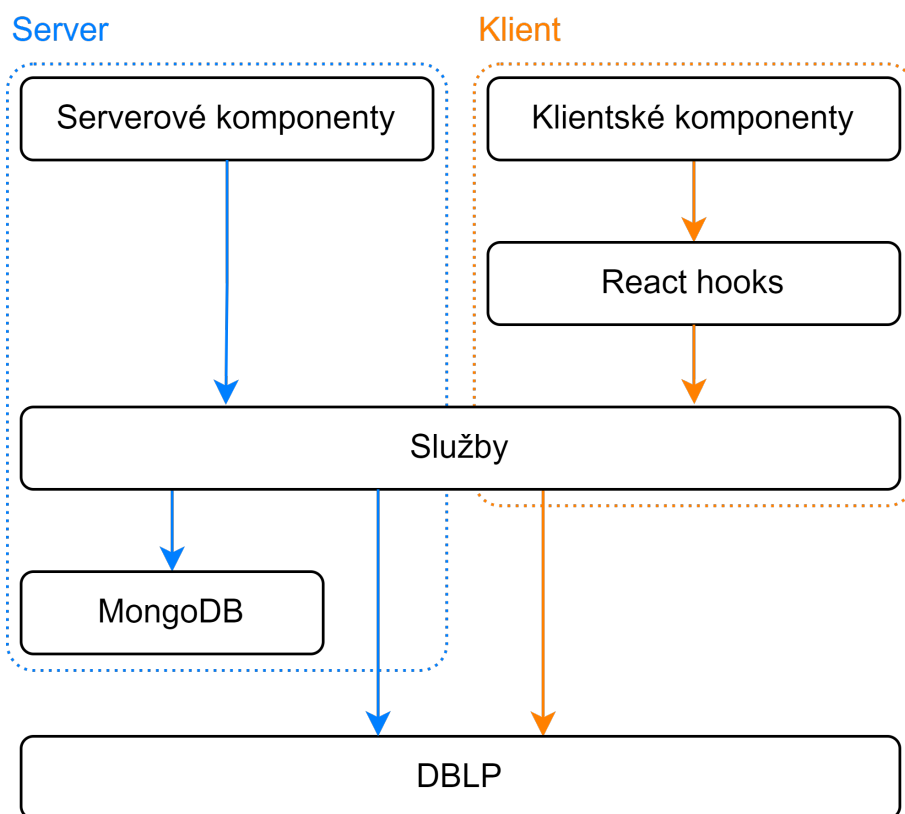 Server
Klient
Serverové komponenty
Klientské komponenty
React hooks
Služby
MongoDB
DBLP